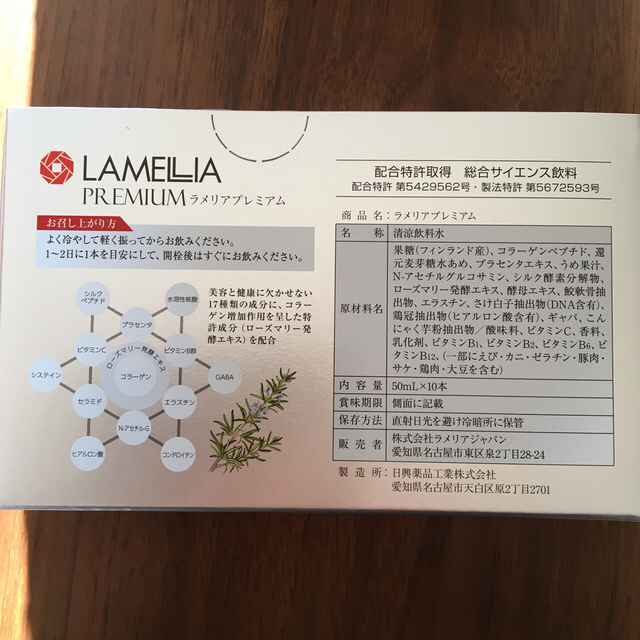 LAMELLIA
PREMIUM ラメリアプレミアム
お召し上がり方
よく冷やして軽く振ってからお飲みください。
1〜2日に1本を目安にして、開栓後はすぐにお飲みください。
美容と健康に欠かせない
17種類の成分に、コラー
ゲン増加作用を呈した特
許成分（ローズマリー発
酵エキス）を配合
シルク
ペプチド
水溶性核酸
プラセンタ
ローズマリー発酵エキス
ビタミンC
ビタミンB群
システイン
コラーゲン
GABA
セラミド
エラスチン
N-アセチル-G
ヒアルロン酸
コンドロイチン
配合特許取得 総合サイエンス飲料
配合特許 第5429562号・製法特許 第5672593号
商品名：ラメリアプレミアム
名称 清涼飲料水
原材料名 果糖(フィンランド産)、コラーゲンペプチド、還
元麦芽糖水あめ、プラセンタエキス、うめ果汁、
N-アセチルグルコサミン、シルク酵素分解物、
ローズマリー発酵エキス、酵母エキス、鮫軟骨抽
出物、エラスチン、さけ白子抽出物(DNA含有)、
鶏冠抽出物(ヒアルロン酸含有)、ギャバ、こん
にゃく芋粉抽出物／酸味料、ビタミンC、香料、
乳化剤、ビタミンB1、ビタミンB2、ビタミンB6、ビ
タミンB12、(一部にえび・カニ・ゼラチン・豚肉・
サケ・鶏肉・大豆を含む)
内容量 50mL×10本
賞味期限 側面に記載
保存方法 直射日光を避け冷暗所に保管
販売者 株式会社ラメリアジャパン
愛知県名古屋市東区泉2丁目28-24
製造所：日興薬品工業株式会社
愛知県名古屋市天白区原2丁目2701